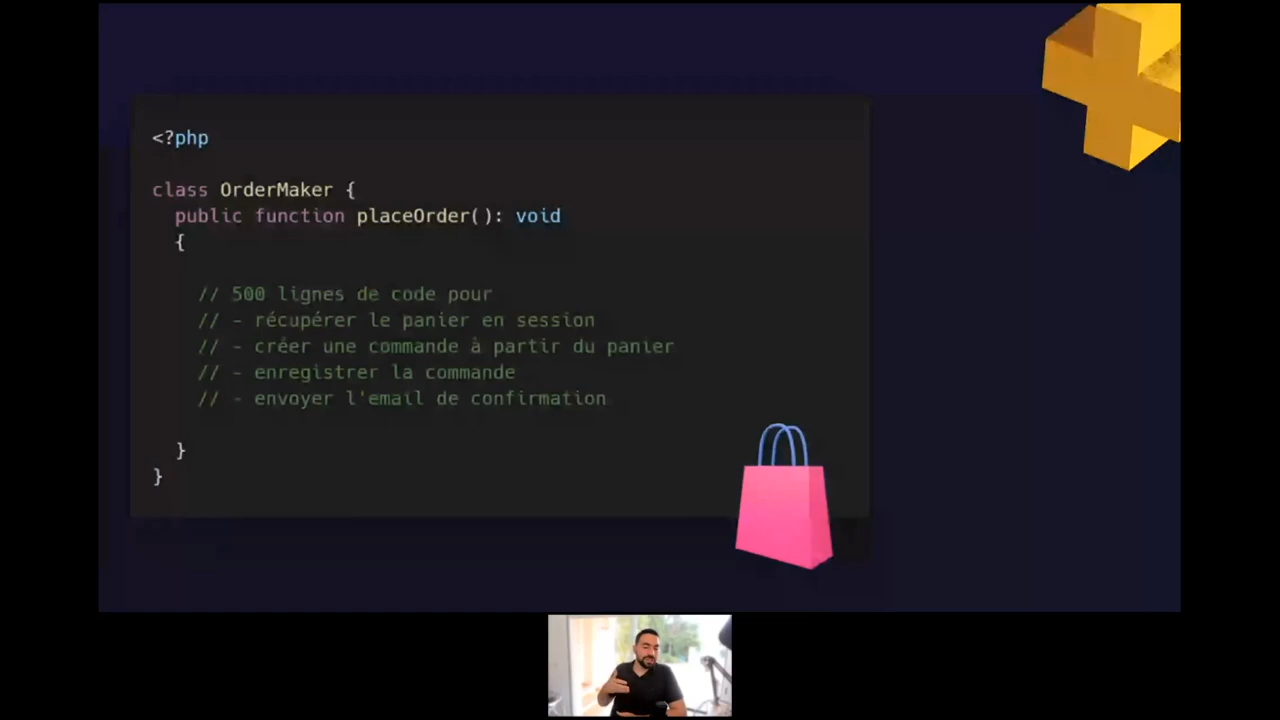 <?php
class OrderMaker {
public function placeOrder(): void
{
// 500 lignes de code pour
// - récupérer le panier en session
// - créer une commande à partir du panier
// - enregistrer la commande
// - envoyer l'email de confirmation
}
}